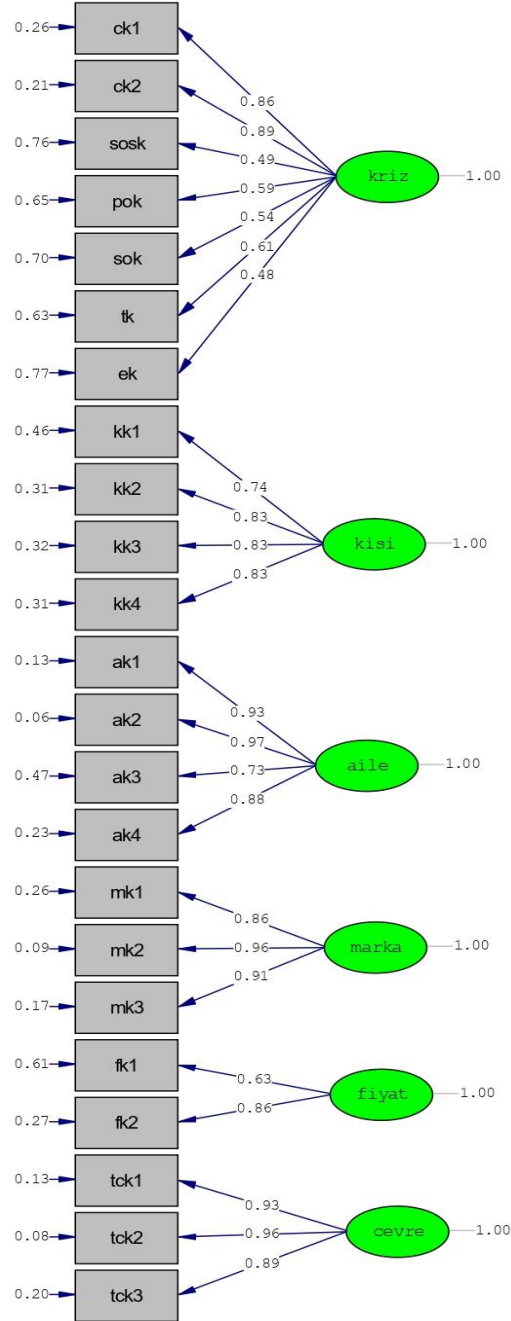 0.26 ck1
0.21 ck2
0.76 sosk
0.65 pok
0.70 sok
0.63 tk
0.77 ek
0.86
0.89
0.49
0.59
0.54
0.61
0.48
kriz 1.00
0.46 kk1
0.31 kk2
0.32 kk3
0.31 kk4
0.74
0.83
0.83
0.83
kisi 1.00
0.13 ak1
0.06 ak2
0.47 ak3
0.23 ak4
0.93
0.97
0.73
0.88
aile 1.00
0.26 mk1
0.09 mk2
0.17 mk3
0.86
0.96
0.91
marka 1.00
0.61 fk1
0.27 fk2
0.63
0.86
fiyat 1.00
0.13 tck1
0.08 tck2
0.20 tck3
0.93
0.96
0.89
cevre 1.00